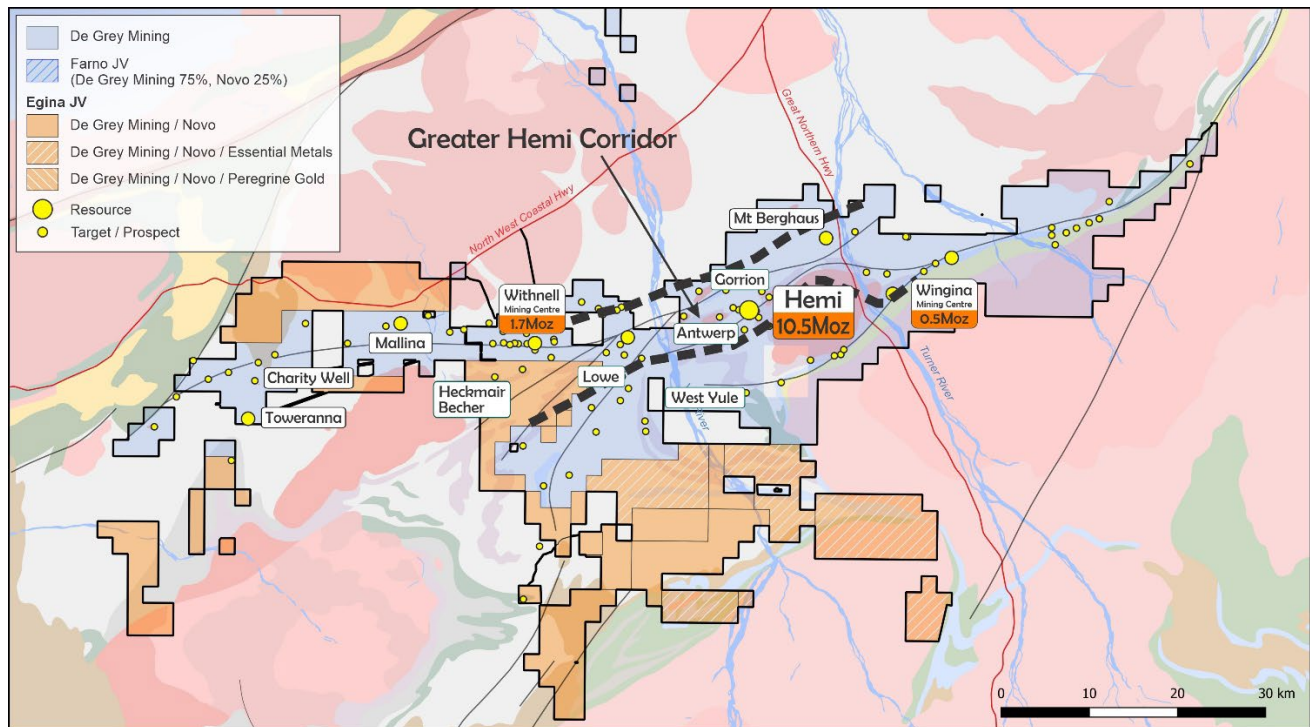 De Grey Mining
Farno JV
(De Grey Mining 75%, Novo 25%)
Egina JV
De Grey Mining / Novo
De Grey Mining / Novo / Essential Metals
De Grey Mining / Novo / Peregrine Gold
Resource
Target / Prospect
Greater Hemi Corridor
Great Northern Hwy
North West Coastal Hwy
Mt Berghaus
Gorrion
Withnell
Mining Centre
1.7Moz
Hemi
10.5Moz
Wingina
Mining Centre
0.5Moz
Antwerp
Mallina
Charity Well
Toweranna
Heckmair
Becher
Lowe
West Yule
River
Turner River
0 10 20 30 km